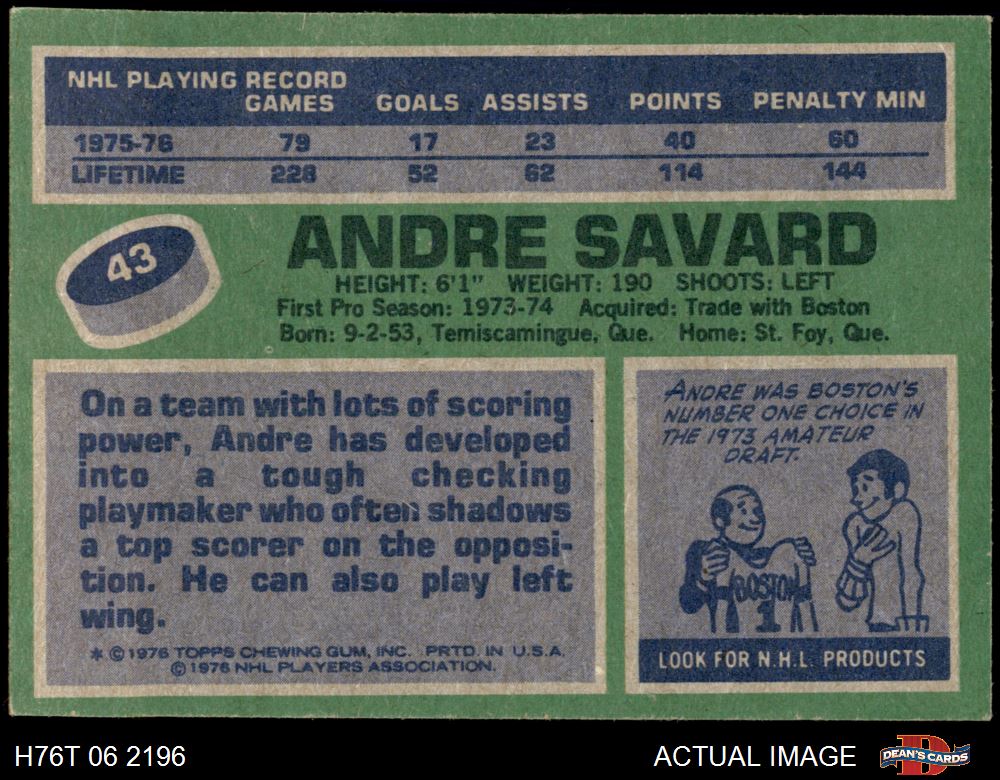 NHL PLAYING RECORD
GAMES GOALS ASSISTS POINTS PENALTY MIN
1975-76 79 17 23 40 60
LIFETIME 228 52 62 114 144
43
ANDRE SAVARD
HEIGHT: 6'1" WEIGHT: 190 SHOOTS: LEFT
First Pro Season: 1973-74 Acquired: Trade with Boston
Born: 9-2-53, Temiscamingue, Que. Home: St. Foy, Que.
On a team with lots of scoring
power, Andre has developed
into a tough checking
playmaker who often shadows
a top scorer on the opposi-
tion. He can also play left
wing.
* © 1976 TOPPS CHEWING GUM, INC. PRTD. IN U.S.A.
© 1976 NHL PLAYERS ASSOCIATION.
ANDRE WAS BOSTON'S
NUMBER ONE CHOICE IN
THE 1973 AMATEUR
DRAFT.
BOSTON
1
LOOK FOR N.H.L. PRODUCTS
H76T 06 2196
ACTUAL IMAGE
D
DEAN'S CARDS